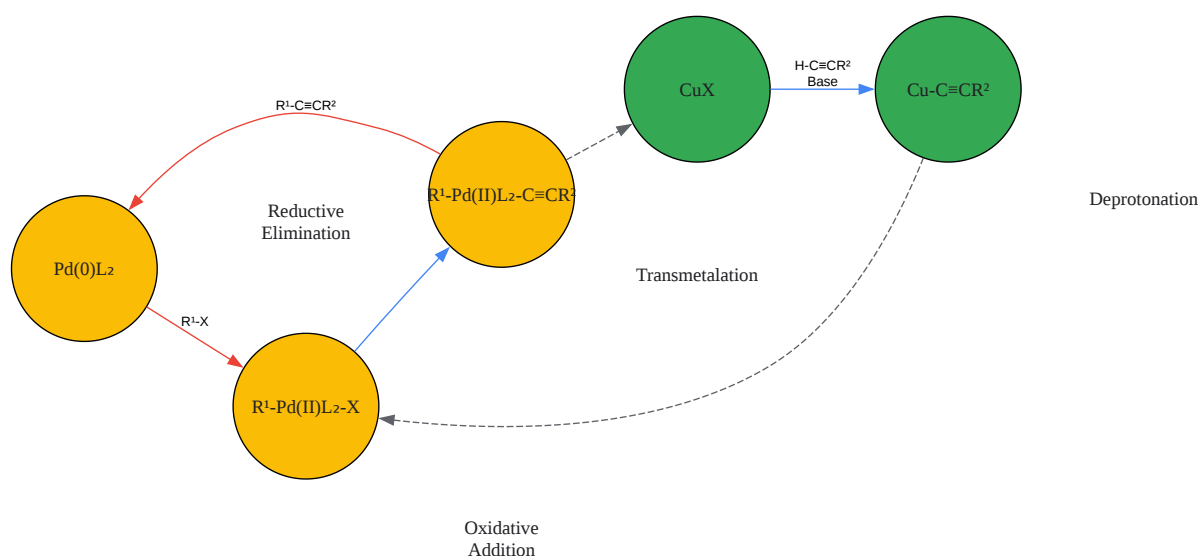 H-C≡CR²
Base
CuX
Cu-C≡CR²
R¹-C≡CR²
R¹-Pd(II)L₂-C≡CR²
Deprotonation
Reductive
Elimination
Pd(0)L₂
Transmetalation
R¹-X
R¹-Pd(II)L₂-X
Oxidative
Addition